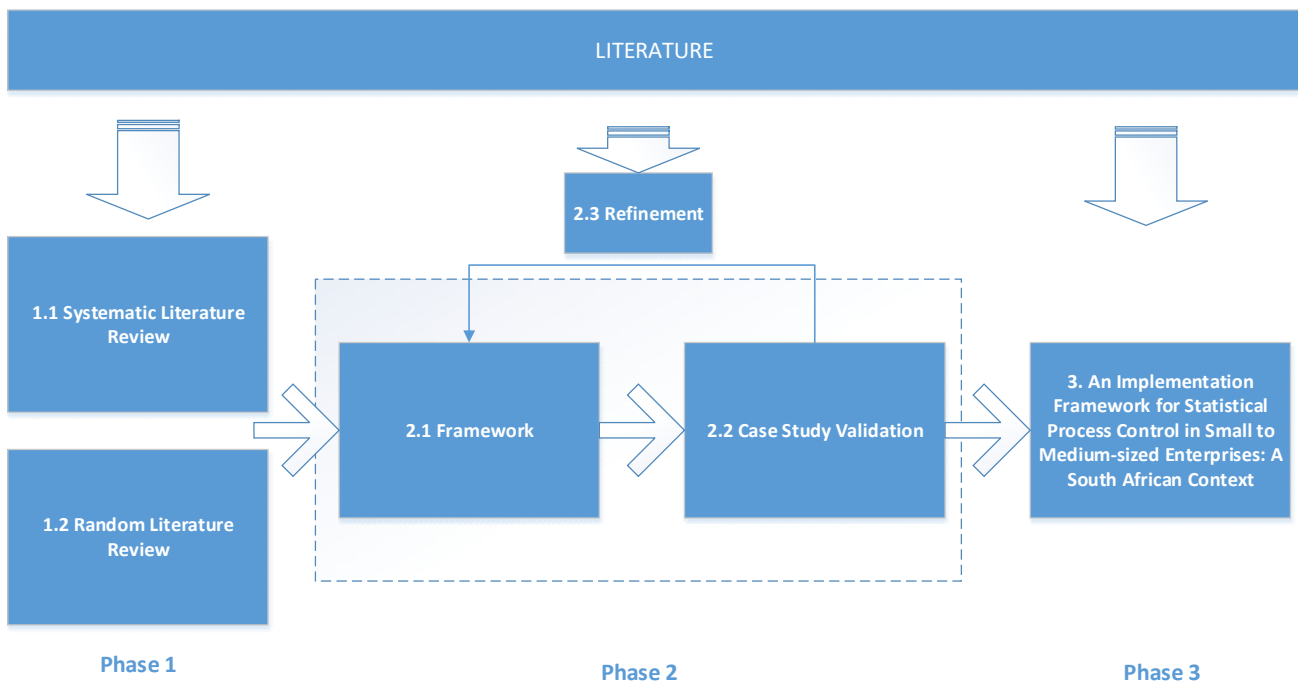 LITERATURE
2.3 Refinement
1.1 Systematic Literature
Review
2.1 Framework
2.2 Case Study Validation
3. An Implementation
Framework for Statistical
Process Control in Small to
Medium-sized Enterprises: A
South African Context
1.2 Random Literature
Review
Phase 1
Phase 2
Phase 3